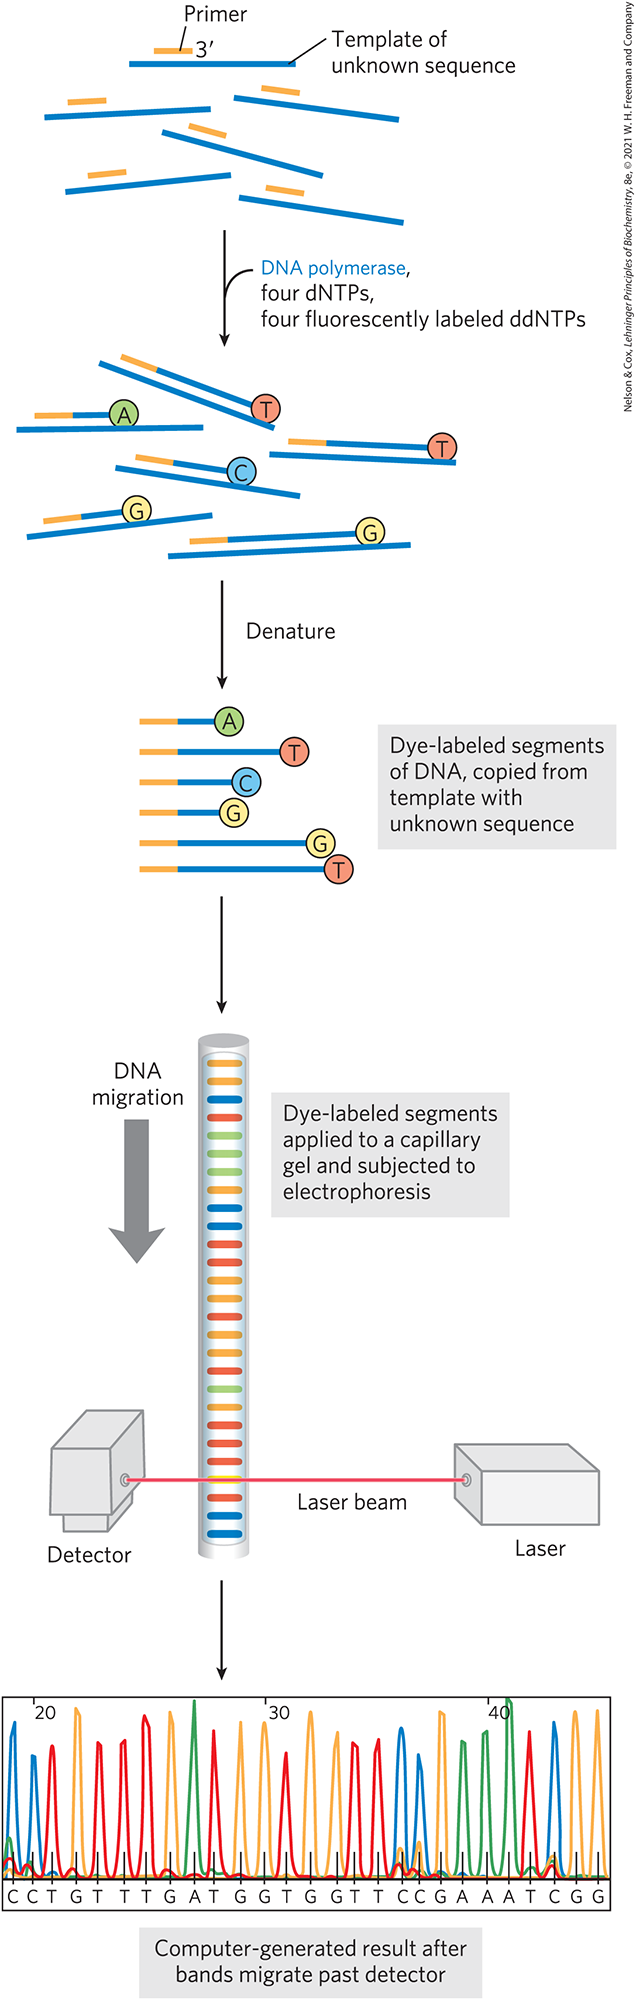 Primer
3′
Template of
unknown sequence
Nelson & Cox, Lehninger Principles of Biochemistry, 8e, © 2021 W. H. Freeman and Company
DNA polymerase,
four dNTPs,
four fluorescently labeled ddNTPs
T
A
T
C
G
G
Denature
A
T
C
G
G
T
Dye-labeled segments
of DNA, copied from
template with
unknown sequence
DNA
migration
Dye-labeled segments
applied to a capillary
gel and subjected to
electrophoresis
Laser beam
Detector
Laser
20 30 40
C C T G T T T G A T G G T G G T T C C G A A A T C G G
Computer-generated result after
bands migrate past detector